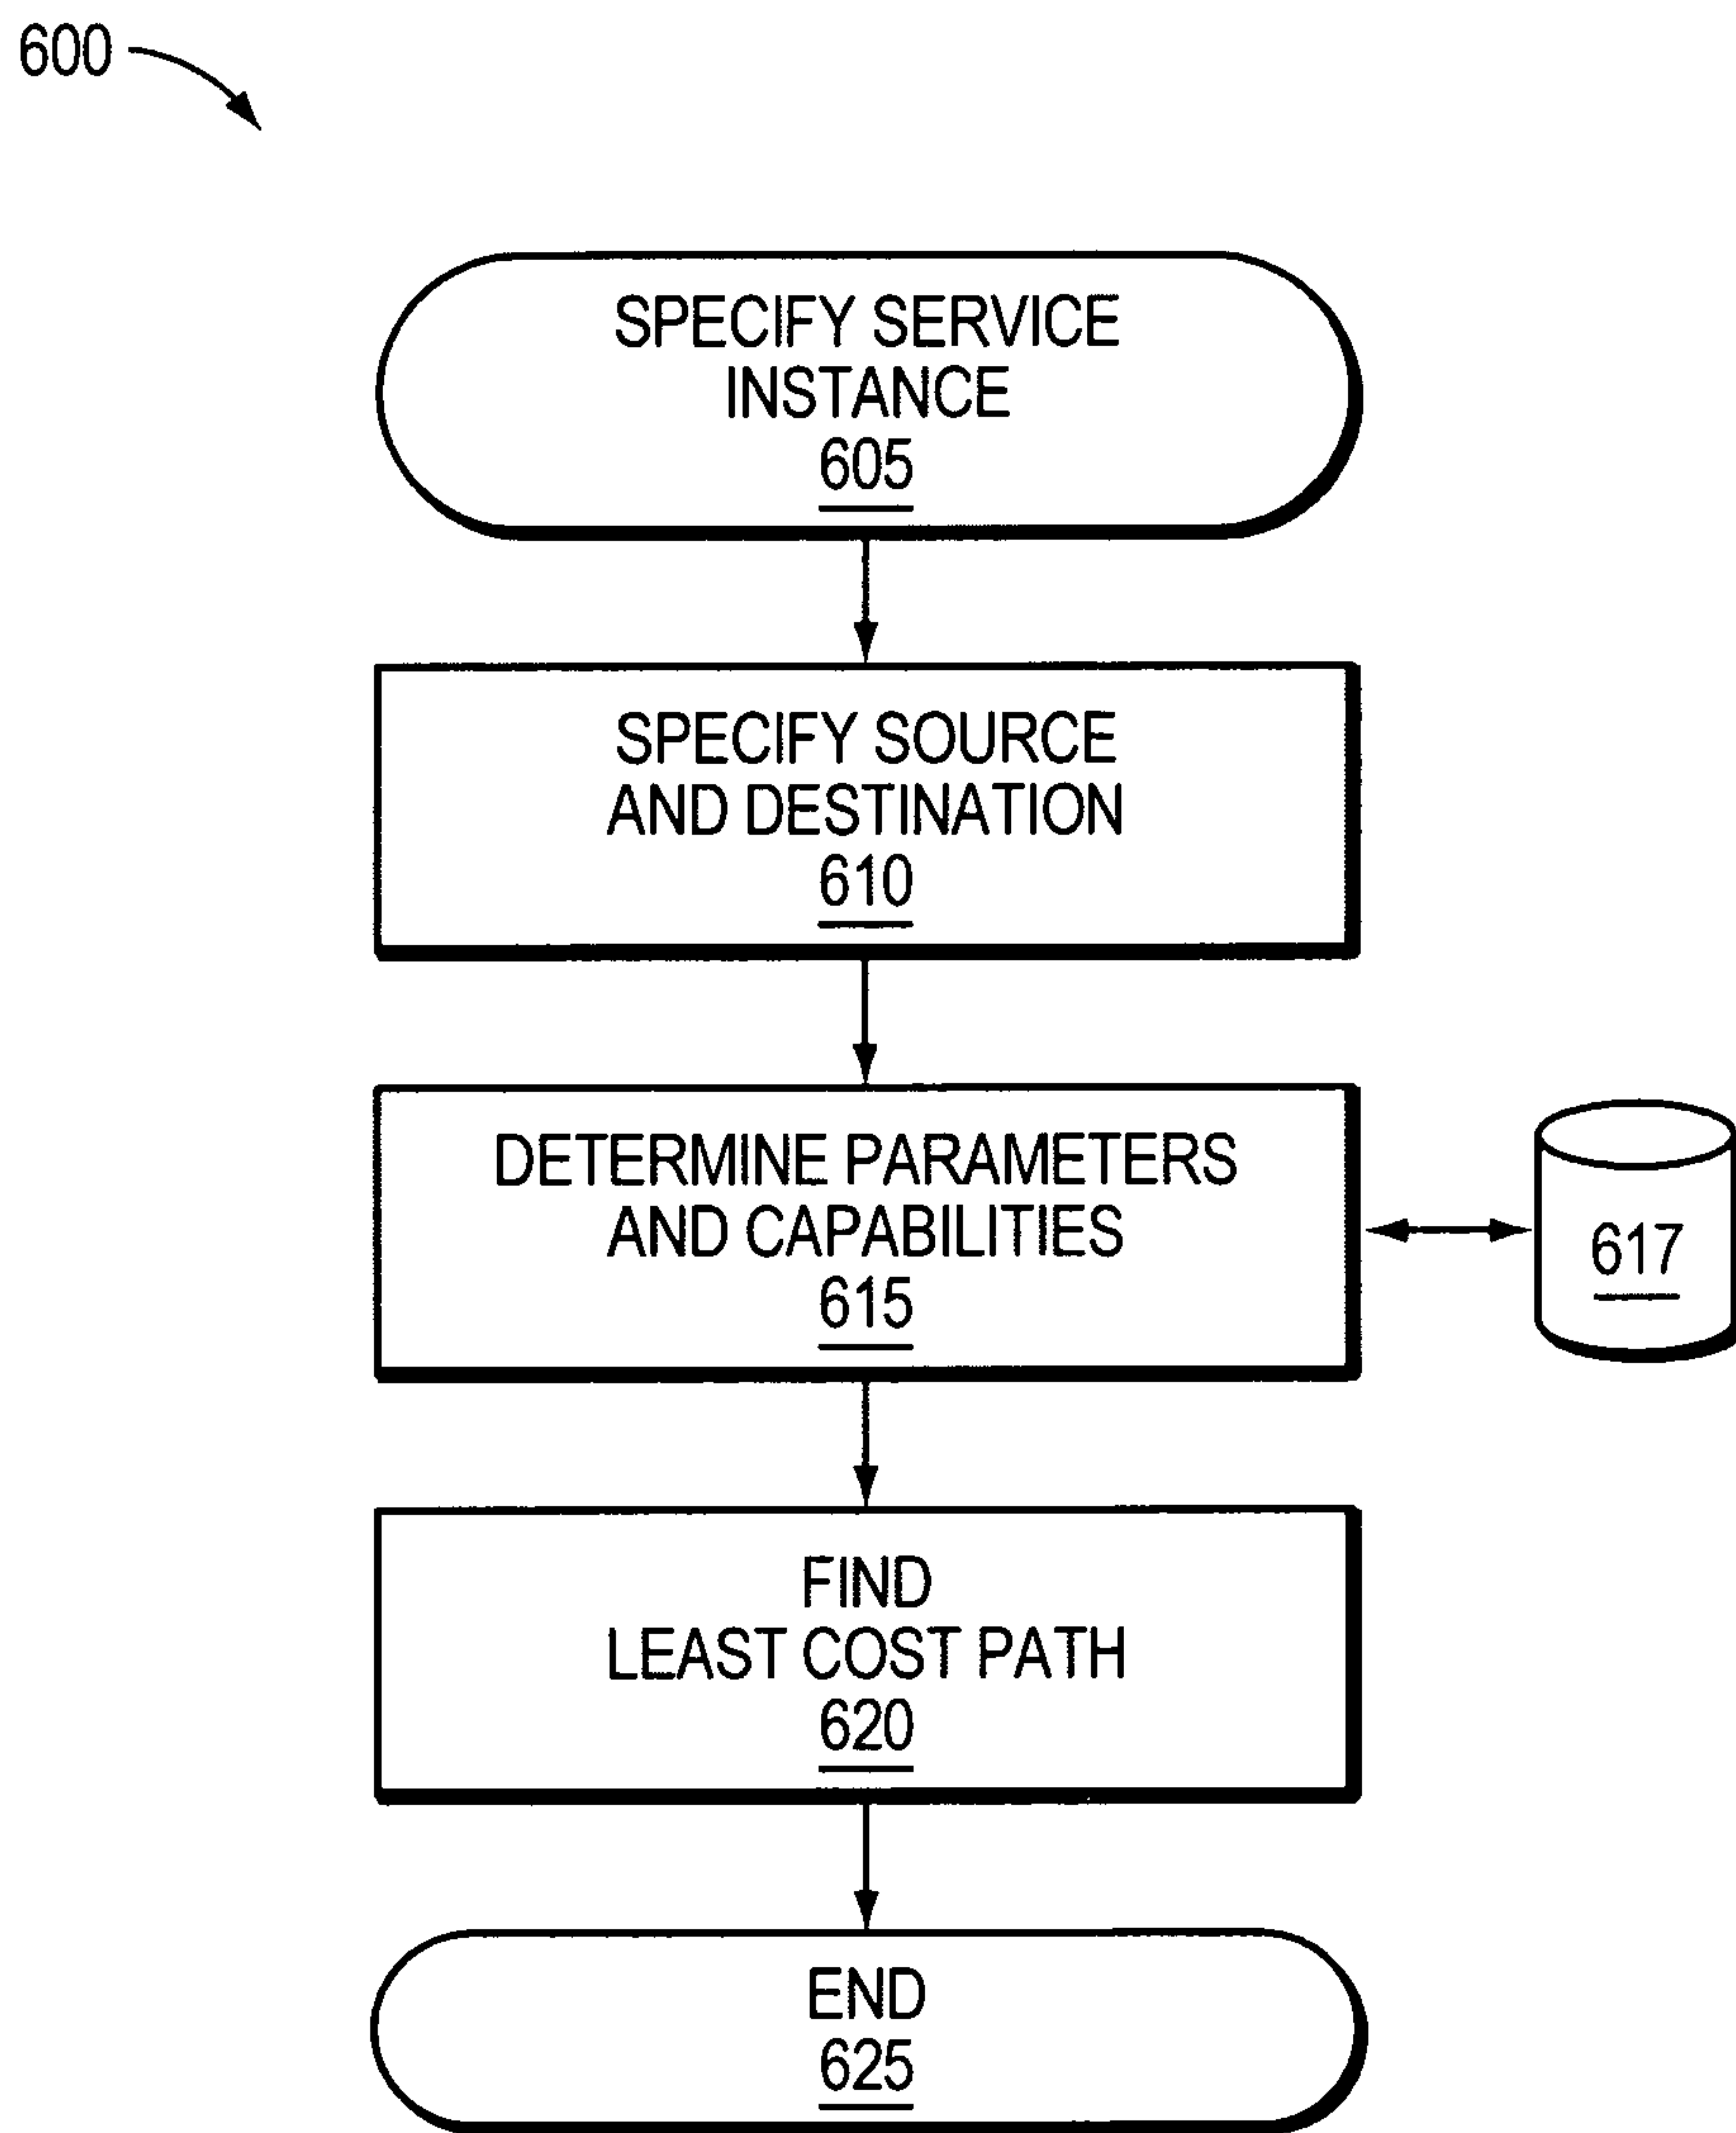 600
SPECIFY SERVICE
INSTANCE
605
SPECIFY SOURCE
AND DESTINATION
610
DETERMINE PARAMETERS
AND CAPABILITIES
615
617
FIND
LEAST COST PATH
620
END
625